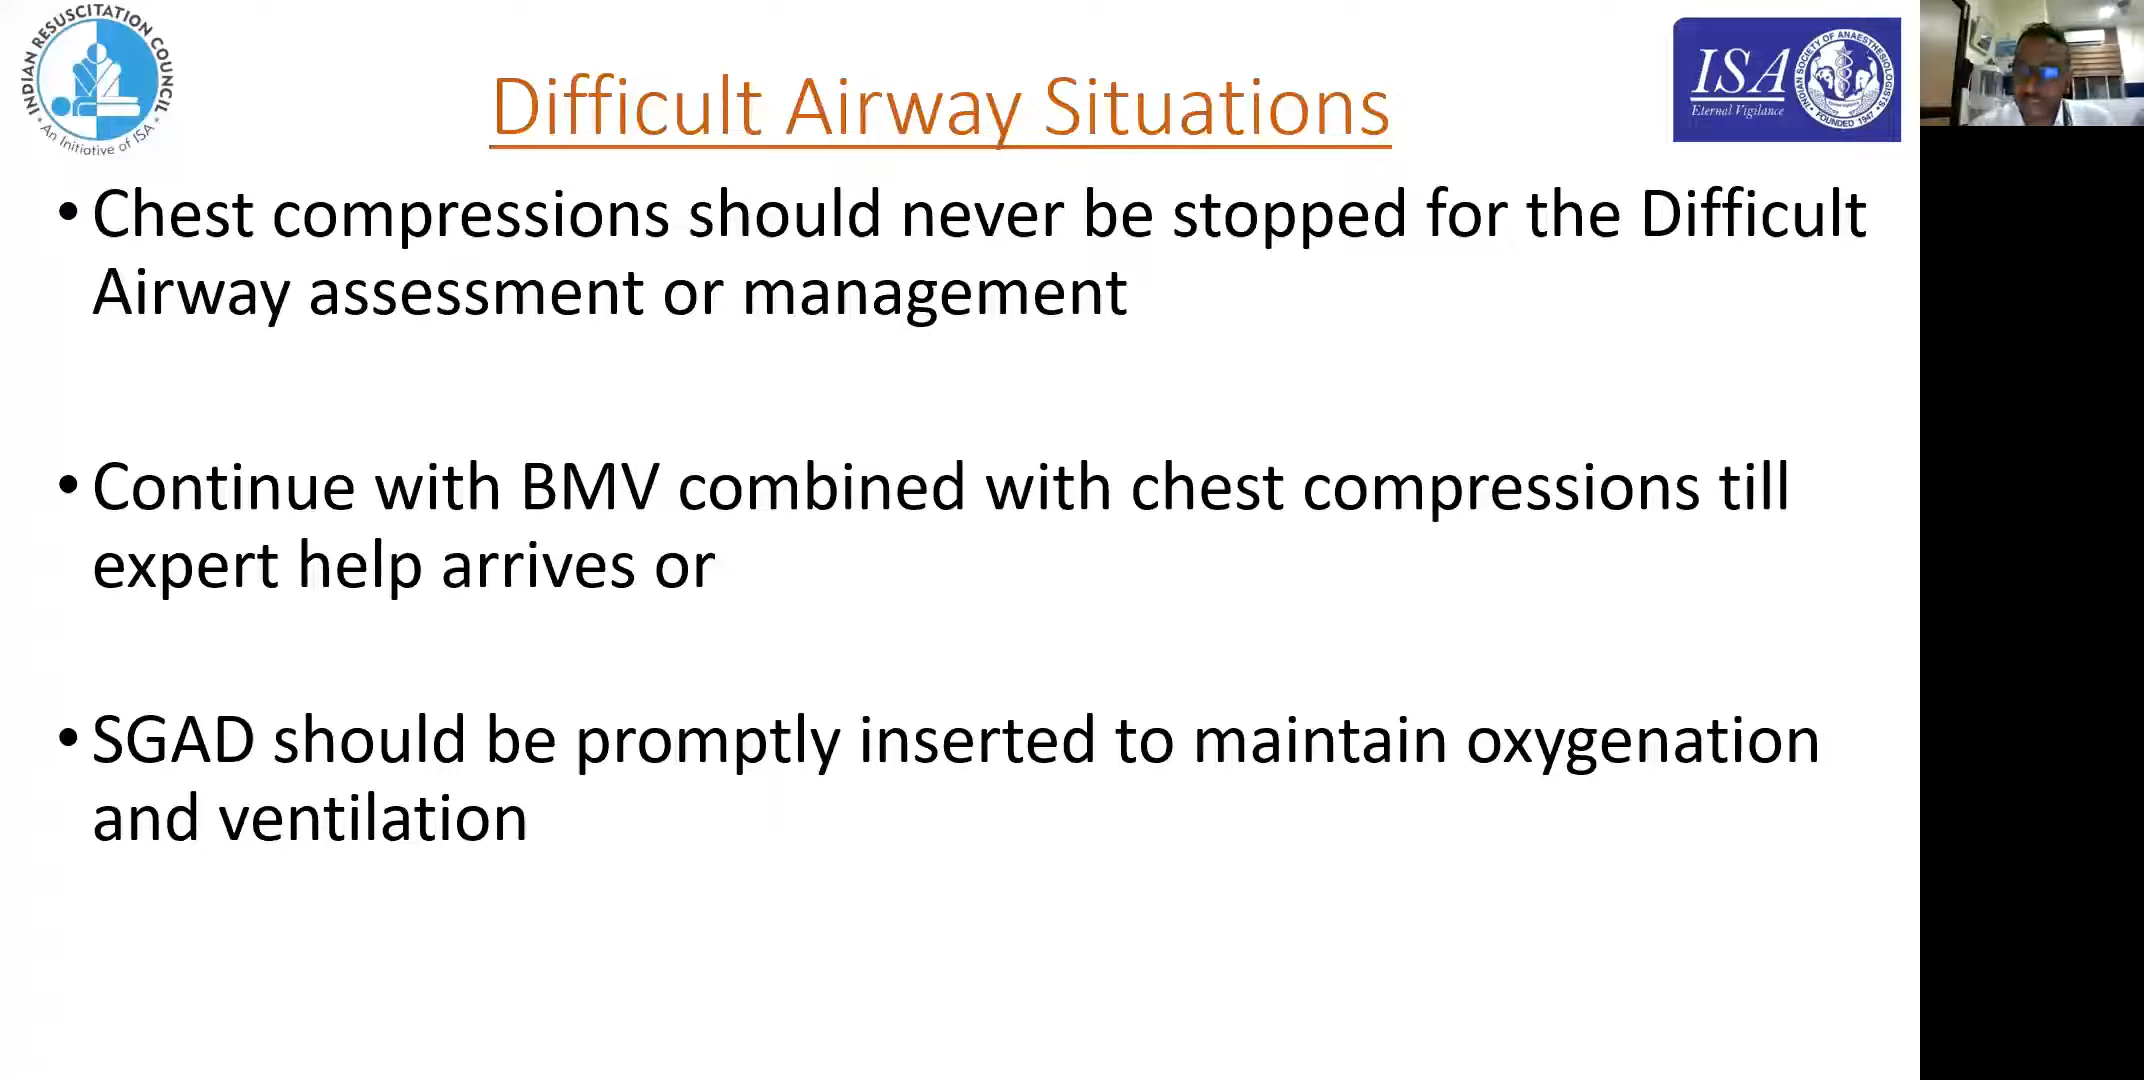 INDIAN RESUSCITATION COUNCIL
An Initiative of ISA
Difficult Airway Situations
ISA
Eternal Vigilance
INDIAN SOCIETY OF ANAESTHESIOLOGISTS
FOUNDED 1947
• Chest compressions should never be stopped for the Difficult
Airway assessment or management
• Continue with BMV combined with chest compressions till
expert help arrives or
• SGAD should be promptly inserted to maintain oxygenation
and ventilation